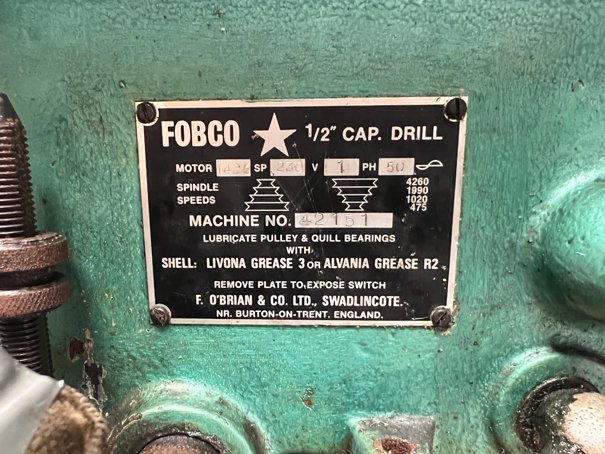 FOBCO 1/2" CAP. DRILL
MOTOR SP 230 V 1 PH 50
SPINDLE SPEEDS
4260
1990
1020
475
MACHINE NO. 42151
LUBRICATE PULLEY & QUILL BEARINGS
WITH
SHELL: LIVONA GREASE 3 OR ALVANIA GREASE R2
REMOVE PLATE TO EXPOSE SWITCH
F. O'BRIAN & CO. LTD., SWADLINCOTE.
NR. BURTON-ON-TRENT. ENGLAND.